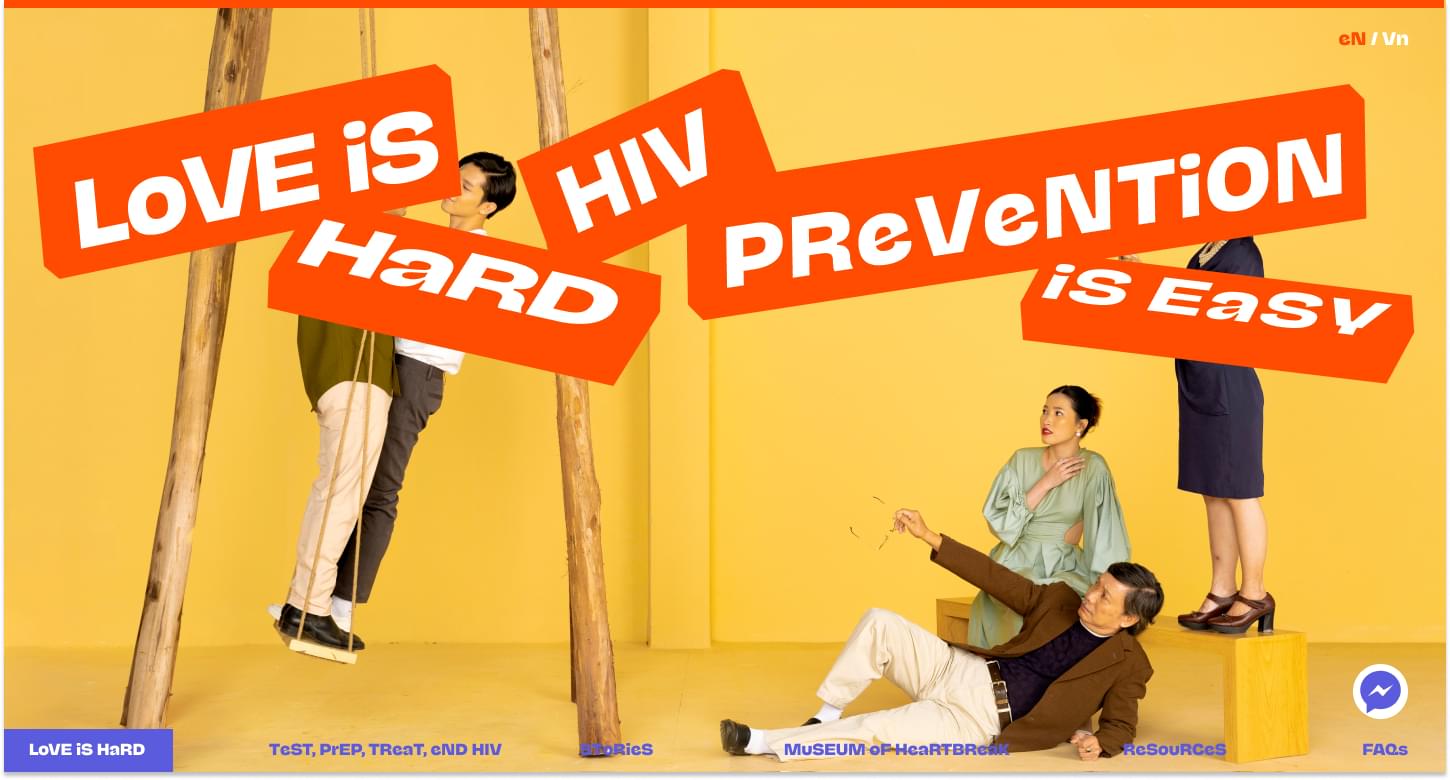 eN / Vn
LoVE iS
HaRD
HIV
PReVeNTiON
iS EaSY
LoVE iS HaRD
TeST, PrEP, TReaT, eND HIV
SToRieS
MuSEUM oF HeaRTBReaK
ReSouRCeS
FAQs